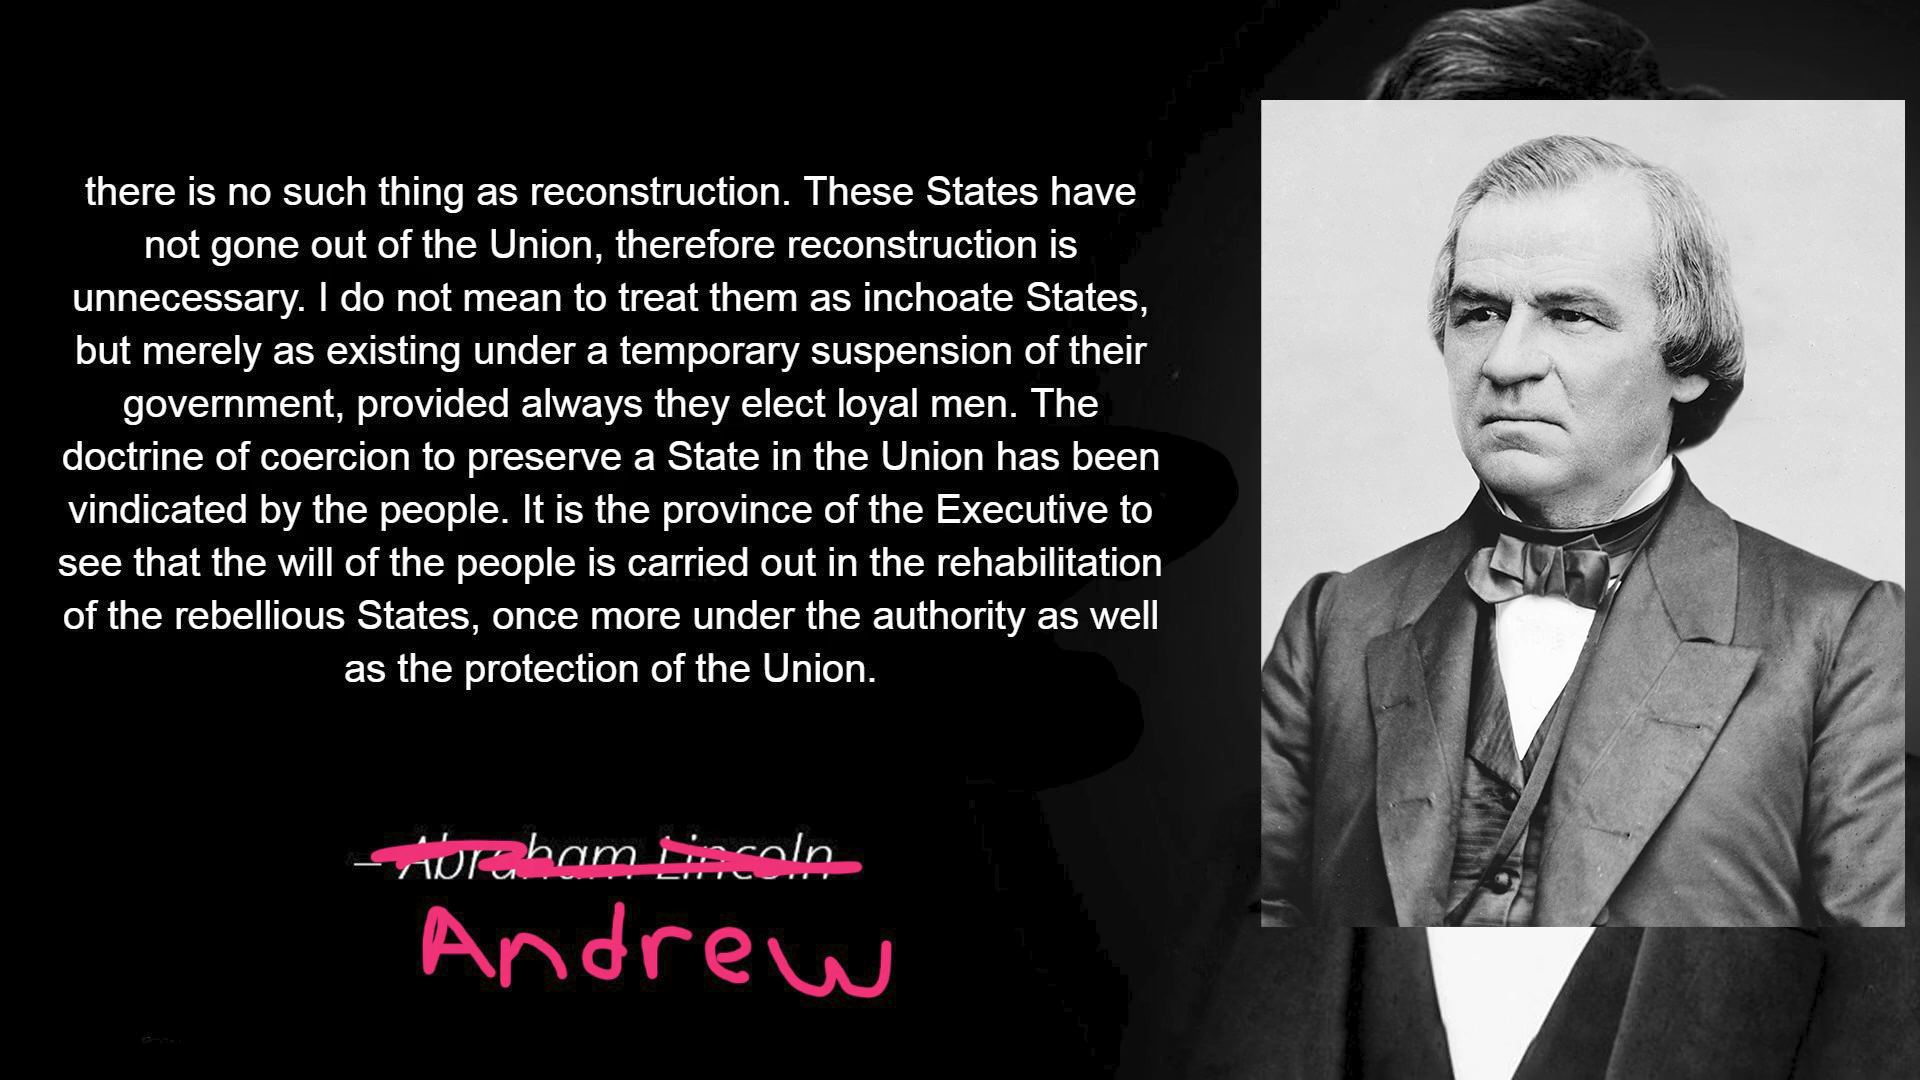 there is no such thing as reconstruction. These States have
not gone out of the Union, therefore reconstruction is
unnecessary. I do not mean to treat them as inchoate States,
but merely as existing under a temporary suspension of their
government, provided always they elect loyal men. The
doctrine of coercion to preserve a State in the Union has been
vindicated by the people. It is the province of the Executive to
see that the will of the people is carried out in the rehabilitation
of the rebellious States, once more under the authority as well
as the protection of the Union.
– Abraham Lincoln
Andrew